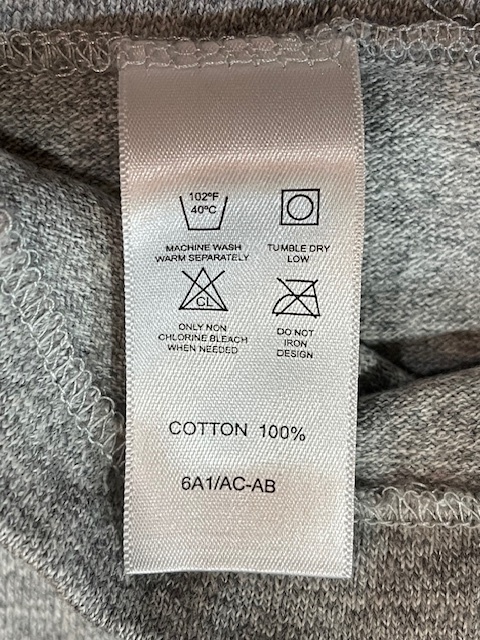 102°F
40°C
MACHINE WASH
WARM SEPARATELY
TUMBLE DRY
LOW
CL
ONLY NON
CHLORINE BLEACH
WHEN NEEDED
DO NOT
IRON
DESIGN
COTTON 100%
6A1/AC-AB